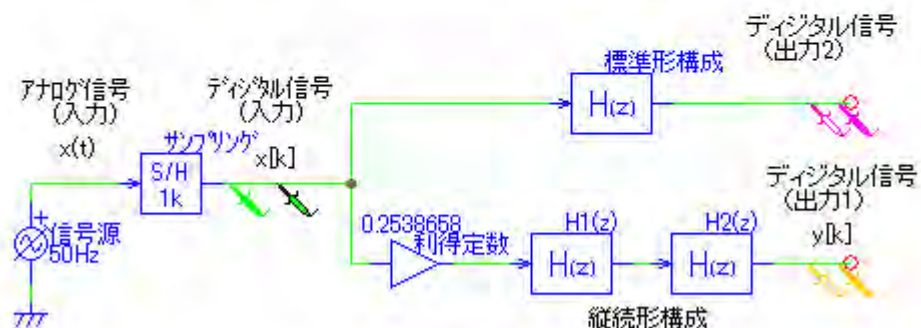 ディジタル信号
(出力2)
標準形構成
H(z)
アナログ信号
(入力)
x(t)
ディジタル信号
(入力)
x[k]
サンプリング
S/H
1k
信号源
50Hz
0.2538658
利得定数
H1(z)
H(z)
H2(z)
H(z)
縦続形構成
ディジタル信号
(出力1)
y[k]